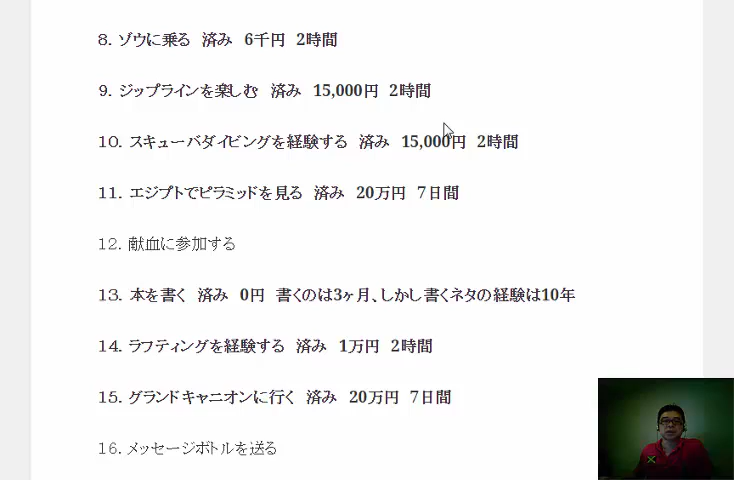 8. ゾウに乗る 済み 6千円 2時間
9. ジップラインを楽しむ 済み 15,000円 2時間
10. スキューバダイビングを経験する 済み 15,000円 2時間
11. エジプトでピラミッドを見る 済み 20万円 7日間
12. 献血に参加する
13. 本を書く 済み 0円 書くのは3ヶ月、しかし書くネタの経験は10年
14. ラフティングを経験する 済み 1万円 2時間
15. グランドキャニオンに行く 済み 20万円 7日間
16. メッセージボトルを送る